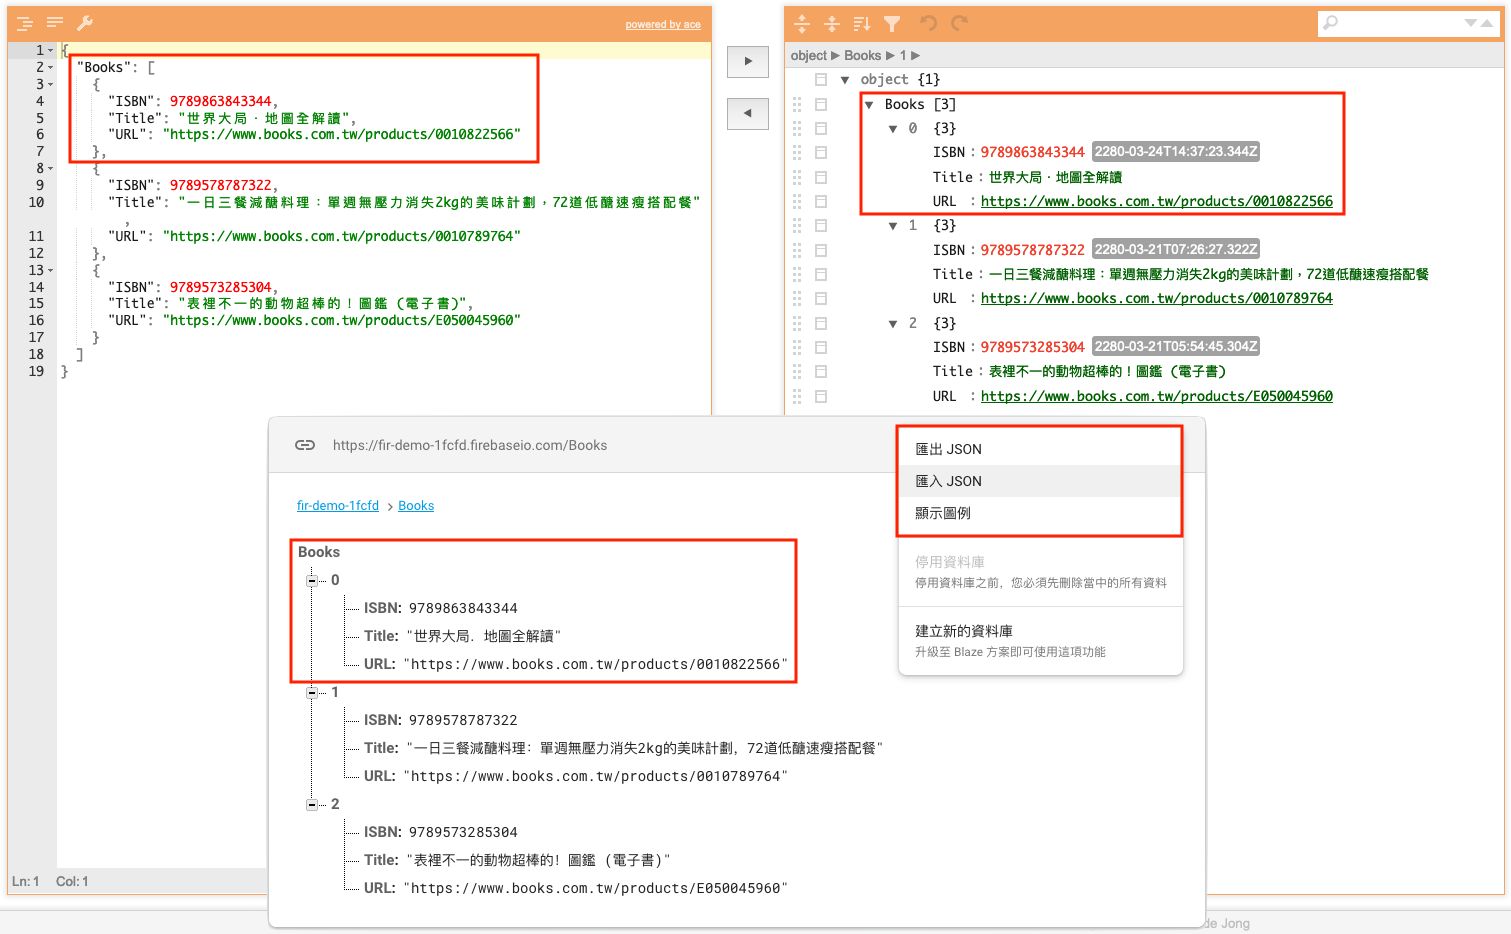 powered by ace
1 {
2 "Books": [
3 {
4 "ISBN": 9789863843344,
5 "Title": "世界大局．地圖全解讀",
6 "URL": "https://www.books.com.tw/products/0010822566"
7 },
8 {
9 "ISBN": 9789578787322,
10 "Title": "一日三餐減醣料理：單週無壓力消失2kg的美味計劃，72道低醣速瘦搭配餐"
,
11 "URL": "https://www.books.com.tw/products/0010789764"
12 },
13 {
14 "ISBN": 9789573285304,
15 "Title": "表裡不一的動物超棒的！圖鑑 (電子書)",
16 "URL": "https://www.books.com.tw/products/E050045960"
17 }
18 ]
19 }
Ln: 1 Col: 1
object ▶ Books ▶ 1 ▶
▼ object {1}
▼ Books [3]
▼ 0 {3}
ISBN : 9789863843344 2280-03-24T14:37:23.344Z
Title : 世界大局．地圖全解讀
URL : https://www.books.com.tw/products/0010822566
▼ 1 {3}
ISBN : 9789578787322 2280-03-21T07:26:27.322Z
Title : 一日三餐減醣料理：單週無壓力消失2kg的美味計劃，72道低醣速瘦搭配餐
URL : https://www.books.com.tw/products/0010789764
▼ 2 {3}
ISBN : 9789573285304 2280-03-21T05:54:45.304Z
Title : 表裡不一的動物超棒的！圖鑑 (電子書)
URL : https://www.books.com.tw/products/E050045960
https://fir-demo-1fcfd.firebaseio.com/Books
fir-demo-1fcfd > Books
Books
0
ISBN: 9789863843344
Title: "世界大局．地圖全解讀"
URL: "https://www.books.com.tw/products/0010822566"
1
ISBN: 9789578787322
Title: "一日三餐減醣料理：單週無壓力消失2kg的美味計劃，72道低醣速瘦搭配餐"
URL: "https://www.books.com.tw/products/0010789764"
2
ISBN: 9789573285304
Title: "表裡不一的動物超棒的！圖鑑 (電子書)"
URL: "https://www.books.com.tw/products/E050045960"
匯出 JSON
匯入 JSON
顯示圖例
停用資料庫
停用資料庫之前，您必須先刪除當中的所有資料
建立新的資料庫
升級至 Blaze 方案即可使用這項功能
de Jong